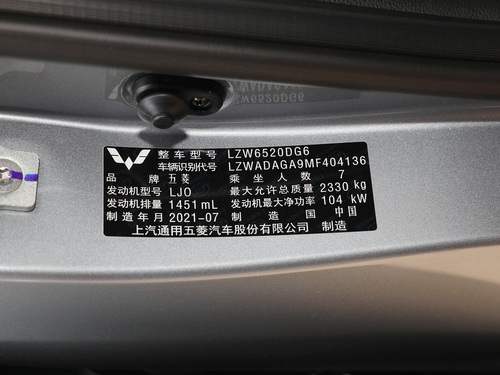 整车型号 LZW6520DG6
车辆识别代号 LZWADAGA9MF404136
品牌 五菱 乘坐人数 7
发动机型号 LJO 最大允许总质量 2330 kg
发动机排量 1451 mL 发动机最大净功率 104 kW
制造年月 2021-07 制造国 中国
上汽通用五菱汽车股份有限公司 制造